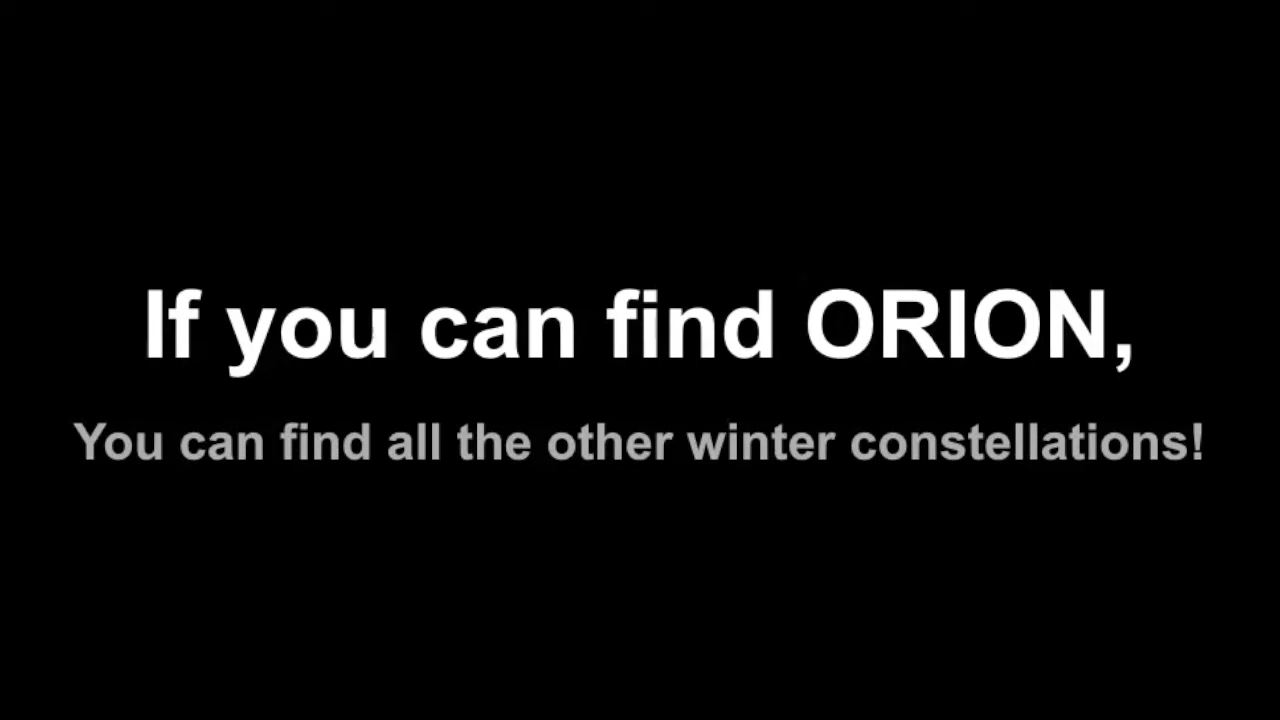 If you can find ORION,
You can find all the other winter constellations!